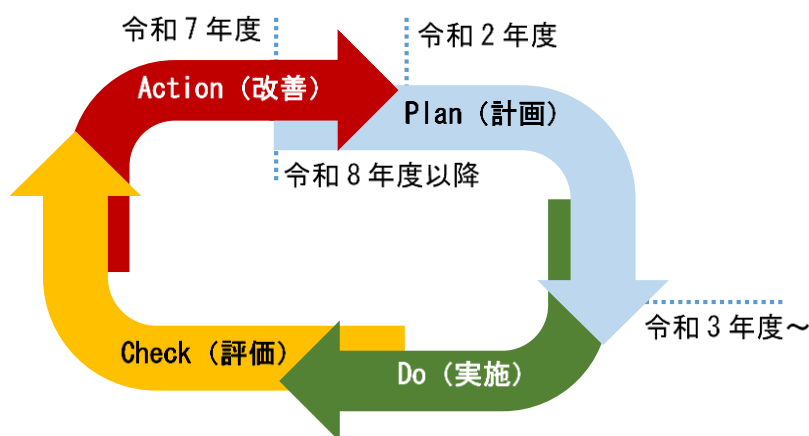 令和７年度
令和２年度
Action（改善）
Plan（計画）
令和８年度以降
令和３年度～
Check（評価）
Do（実施）